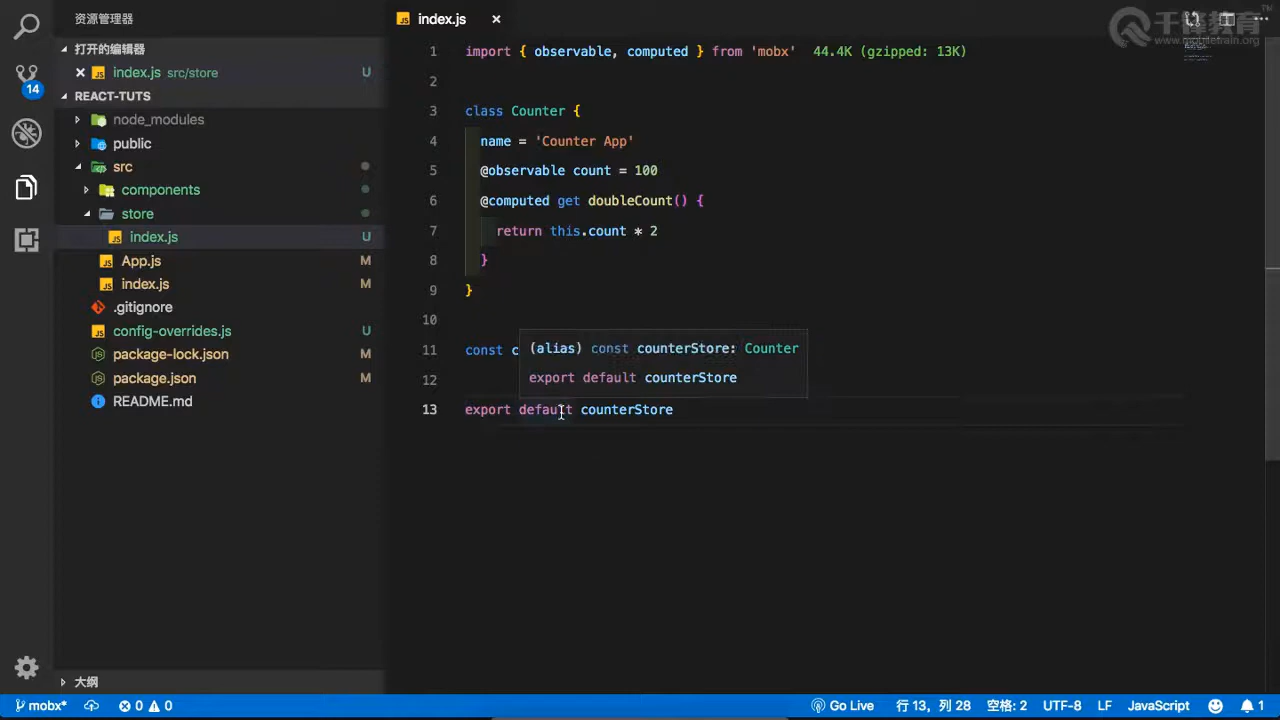 资源管理器
打开的编辑器
index.js src/store U
14
REACT-TUTS
node_modules
public
src
components
store
index.js U
App.js M
index.js M
.gitignore
config-overrides.js U
package-lock.json M
package.json M
README.md
大纲
index.js
千锋教育
www.mobiletrain.org
1 import { observable, computed } from 'mobx' 44.4K (gzipped: 13K)
2
3 class Counter {
4 name = 'Counter App'
5 @observable count = 100
6 @computed get doubleCount() {
7 return this.count * 2
8 }
9 }
10
(alias) const counterStore: Counter
export default counterStore
11 const c
12
13 export default counterStore
mobx* 0 0 Go Live 行 13，列 28 空格: 2 UTF-8 LF JavaScript 1